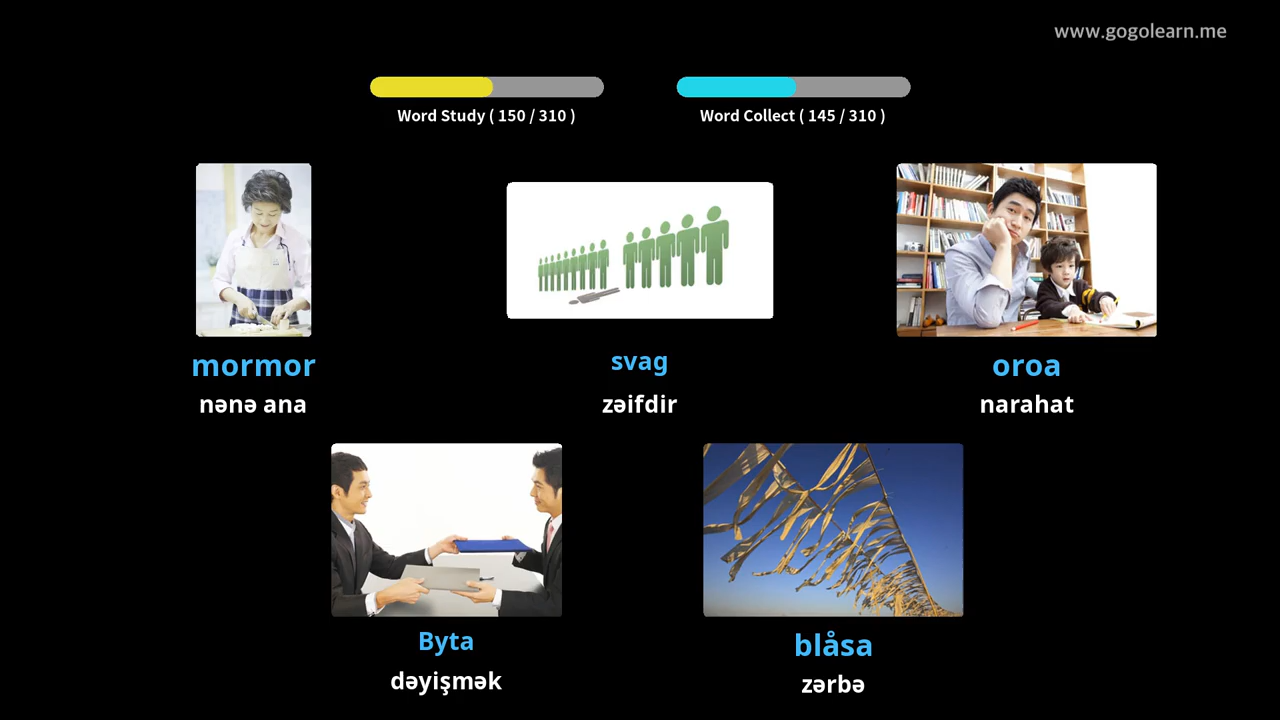 www.gogolearn.me
Word Study ( 150 / 310 )
Word Collect ( 145 / 310 )
mormor
nənə ana
svag
zəifdir
oroa
narahat
Byta
dəyişmək
blåsa
zərbə